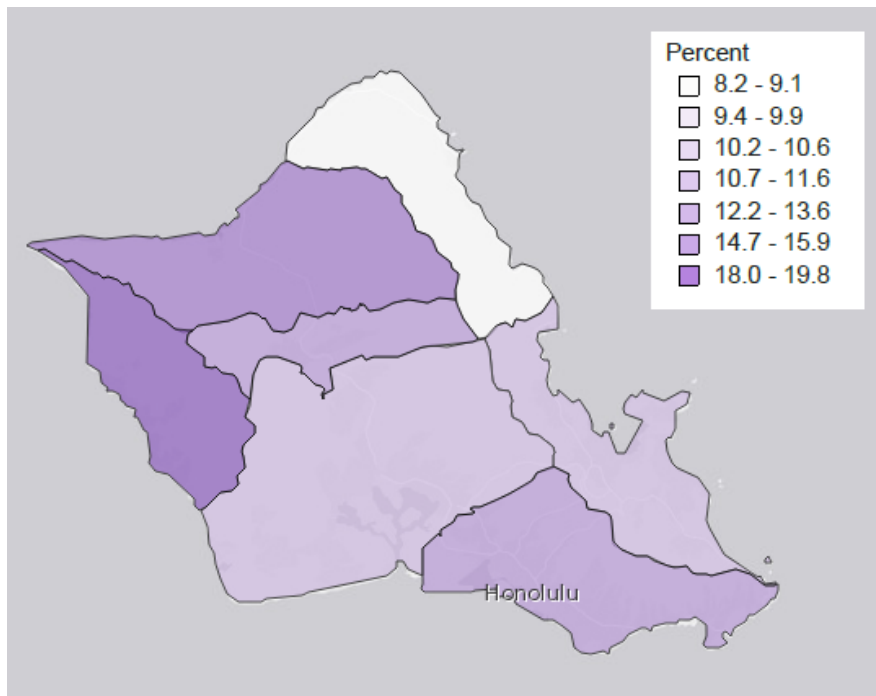 Percent
8.2 - 9.1
9.4 - 9.9
10.2 - 10.6
10.7 - 11.6
12.2 - 13.6
14.7 - 15.9
18.0 - 19.8
Honolulu